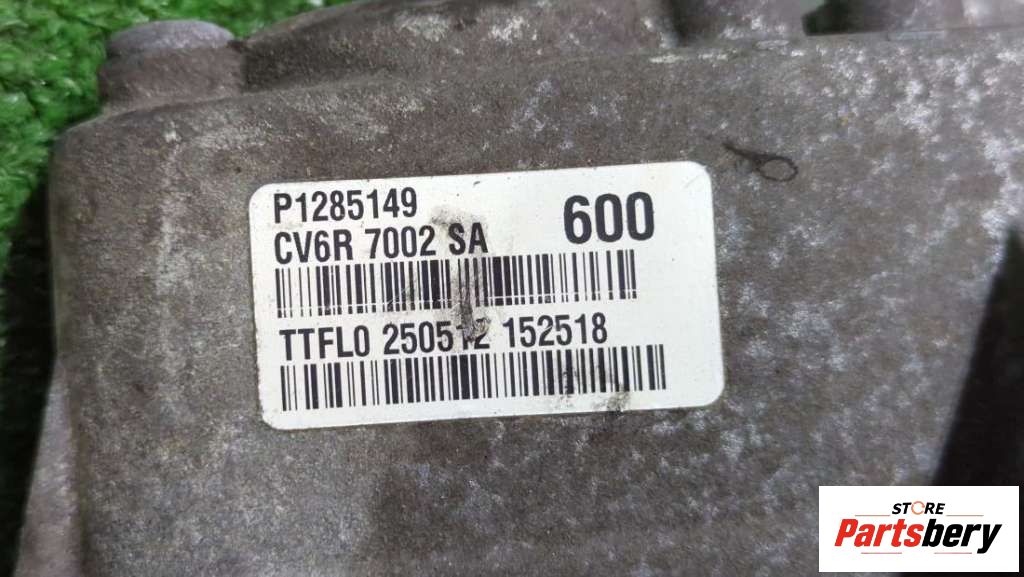 P1285149
CV6R 7002 SA 600
TTFL0 250512 152518
STORE
Partsbery